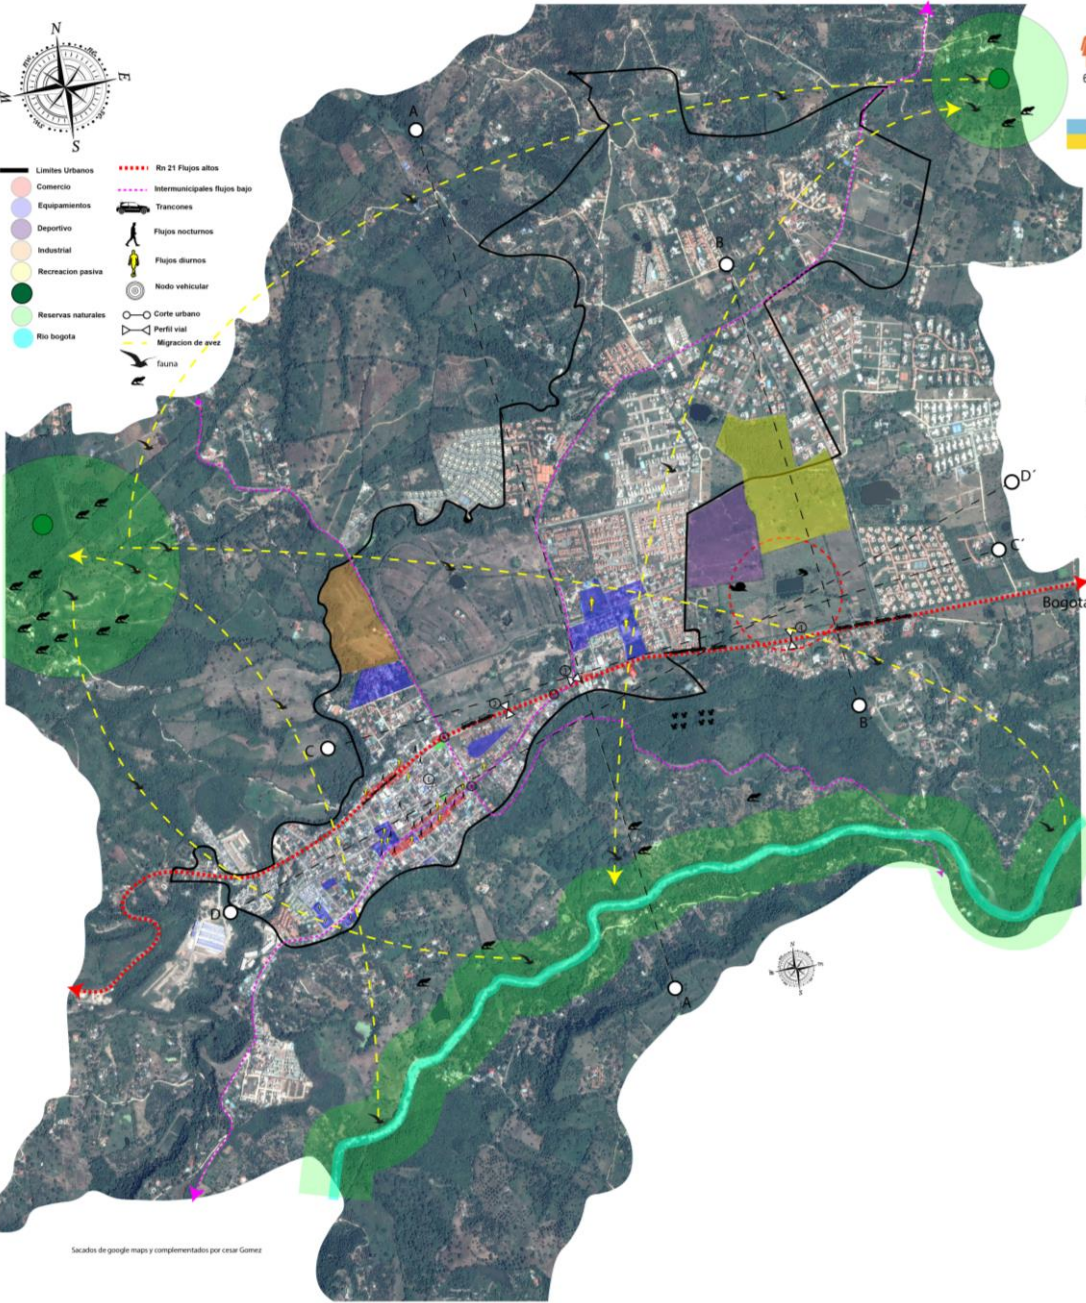 N
E
W
S
Limites Urbanos
Comercio
Equipamientos
Deportivo
Industrial
Recreacion pasiva
Reservas naturales
Rio bogota
Rn 21 Flujos altos
Intermunicipales flujos bajo
Trancones
Flujos nocturnos
Flujos diurnos
Nodo vehicular
Corte urbano
Perfil vial
Migracion de avez
fauna
A
B
D´
C´
Bogota
B´
C
D
A
Sacados de google maps y complementados por cesar Gomez